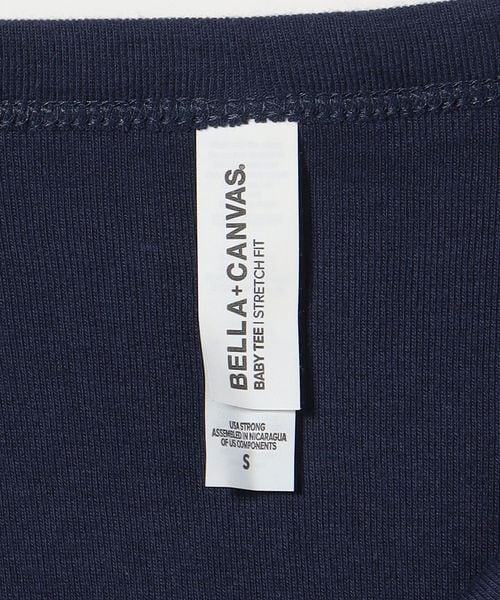 BELLA+CANVAS®
BABY TEE | STRETCH FIT
USA STRONG
ASSEMBLED IN NICARAGUA
OF US COMPONENTS
S